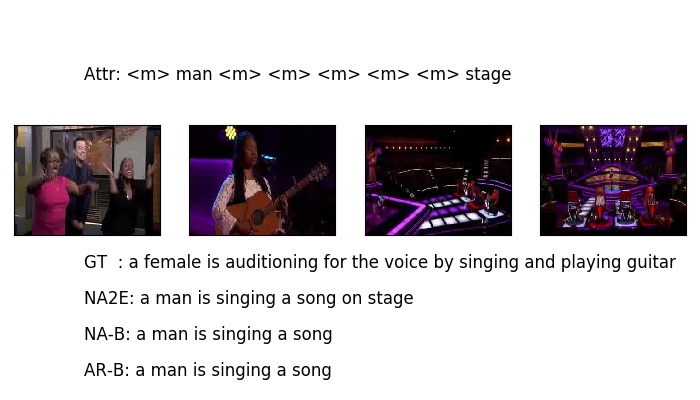 Attr: <m> man <m> <m> <m> <m> <m> stage
GT : a female is auditioning for the voice by singing and playing guitar
NA2E: a man is singing a song on stage
NA-B: a man is singing a song
AR-B: a man is singing a song